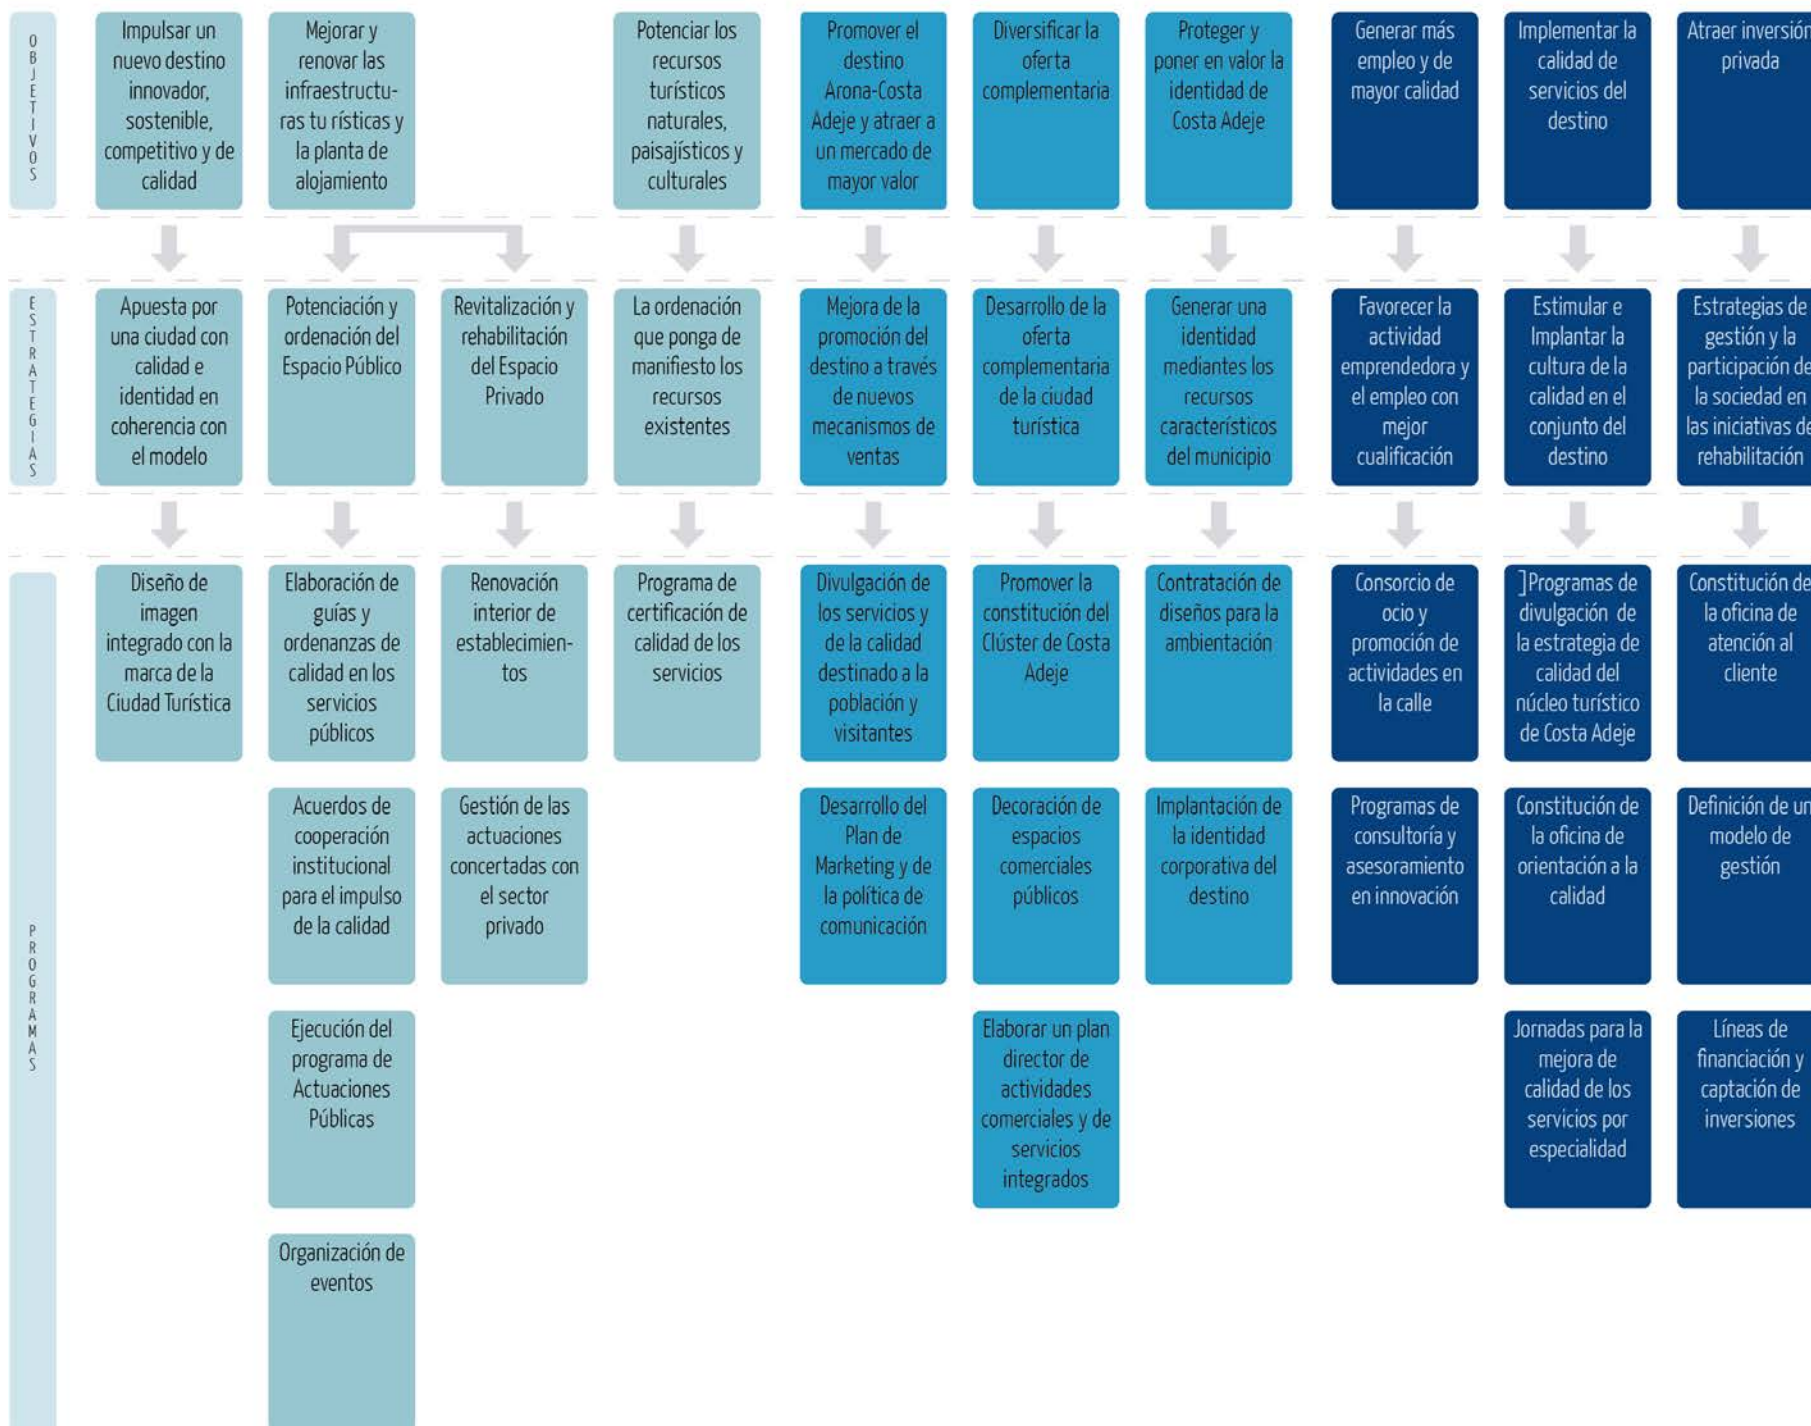 OBJETIVOS
Impulsar un
nuevo destino
innovador,
sostenible,
competitivo y de
calidad
Mejorar y
renovar las
infraestructu-
ras tu rísticas y
la planta de
alojamiento
Potenciar los
recursos
turísticos
naturales,
paisajísticos y
culturales
Promover el
destino
Arona-Costa
Adeje y atraer a
un mercado de
mayor valor
Diversificar la
oferta
complementaria
Proteger y
poner en valor la
identidad de
Costa Adeje
Generar más
empleo y de
mayor calidad
Implementar la
calidad de
servicios del
destino
Atraer inversión
privada
ESTRATEGIAS
Apuesta por
una ciudad con
calidad e
identidad en
coherencia con
el modelo
Potenciación y
ordenación del
Espacio Público
Revitalización y
rehabilitación
del Espacio
Privado
La ordenación
que ponga de
manifiesto los
recursos
existentes
Mejora de la
promoción del
destino a través
de nuevos
mecanismos de
ventas
Desarrollo de la
oferta
complementaria
de la ciudad
turística
Generar una
identidad
mediantes los
recursos
característicos
del municipio
Favorecer la
actividad
emprendedora y
el empleo con
mejor
cualificación
Estimular e
Implantar la
cultura de la
calidad en el
conjunto del
destino
Estrategias de
gestión y la
participación de
la sociedad en
las iniciativas de
rehabilitación
PROGRAMAS
Diseño de
imagen
integrado con la
marca de la
Ciudad Turística
Elaboración de
guías y
ordenanzas de
calidad en los
servicios
públicos
Renovación
interior de
establecimien-
tos
Programa de
certificación de
calidad de los
servicios
Divulgación de
los servicios y
de la calidad
destinado a la
población y
visitantes
Promover la
constitución del
Clúster de Costa
Adeje
Contratación de
diseños para la
ambientación
Consorcio de
ocio y
promoción de
actividades en
la calle
]Programas de
divulgación de
la estrategia de
calidad del
núcleo turístico
de Costa Adeje
Constitución de
la oficina de
atención al
cliente
Acuerdos de
cooperación
institucional
para el impulso
de la calidad
Gestión de las
actuaciones
concertadas con
el sector
privado
Desarrollo del
Plan de
Marketing y de
la política de
comunicación
Decoración de
espacios
comerciales
públicos
Implantación de
la identidad
corporativa del
destino
Programas de
consultoría y
asesoramiento
en innovación
Constitución de
la oficina de
orientación a la
calidad
Definición de un
modelo de
gestión
Ejecución del
programa de
Actuaciones
Públicas
Elaborar un plan
director de
actividades
comerciales y de
servicios
integrados
Jornadas para la
mejora de
calidad de los
servicios por
especialidad
Líneas de
financiación y
captación de
inversiones
Organización de
eventos